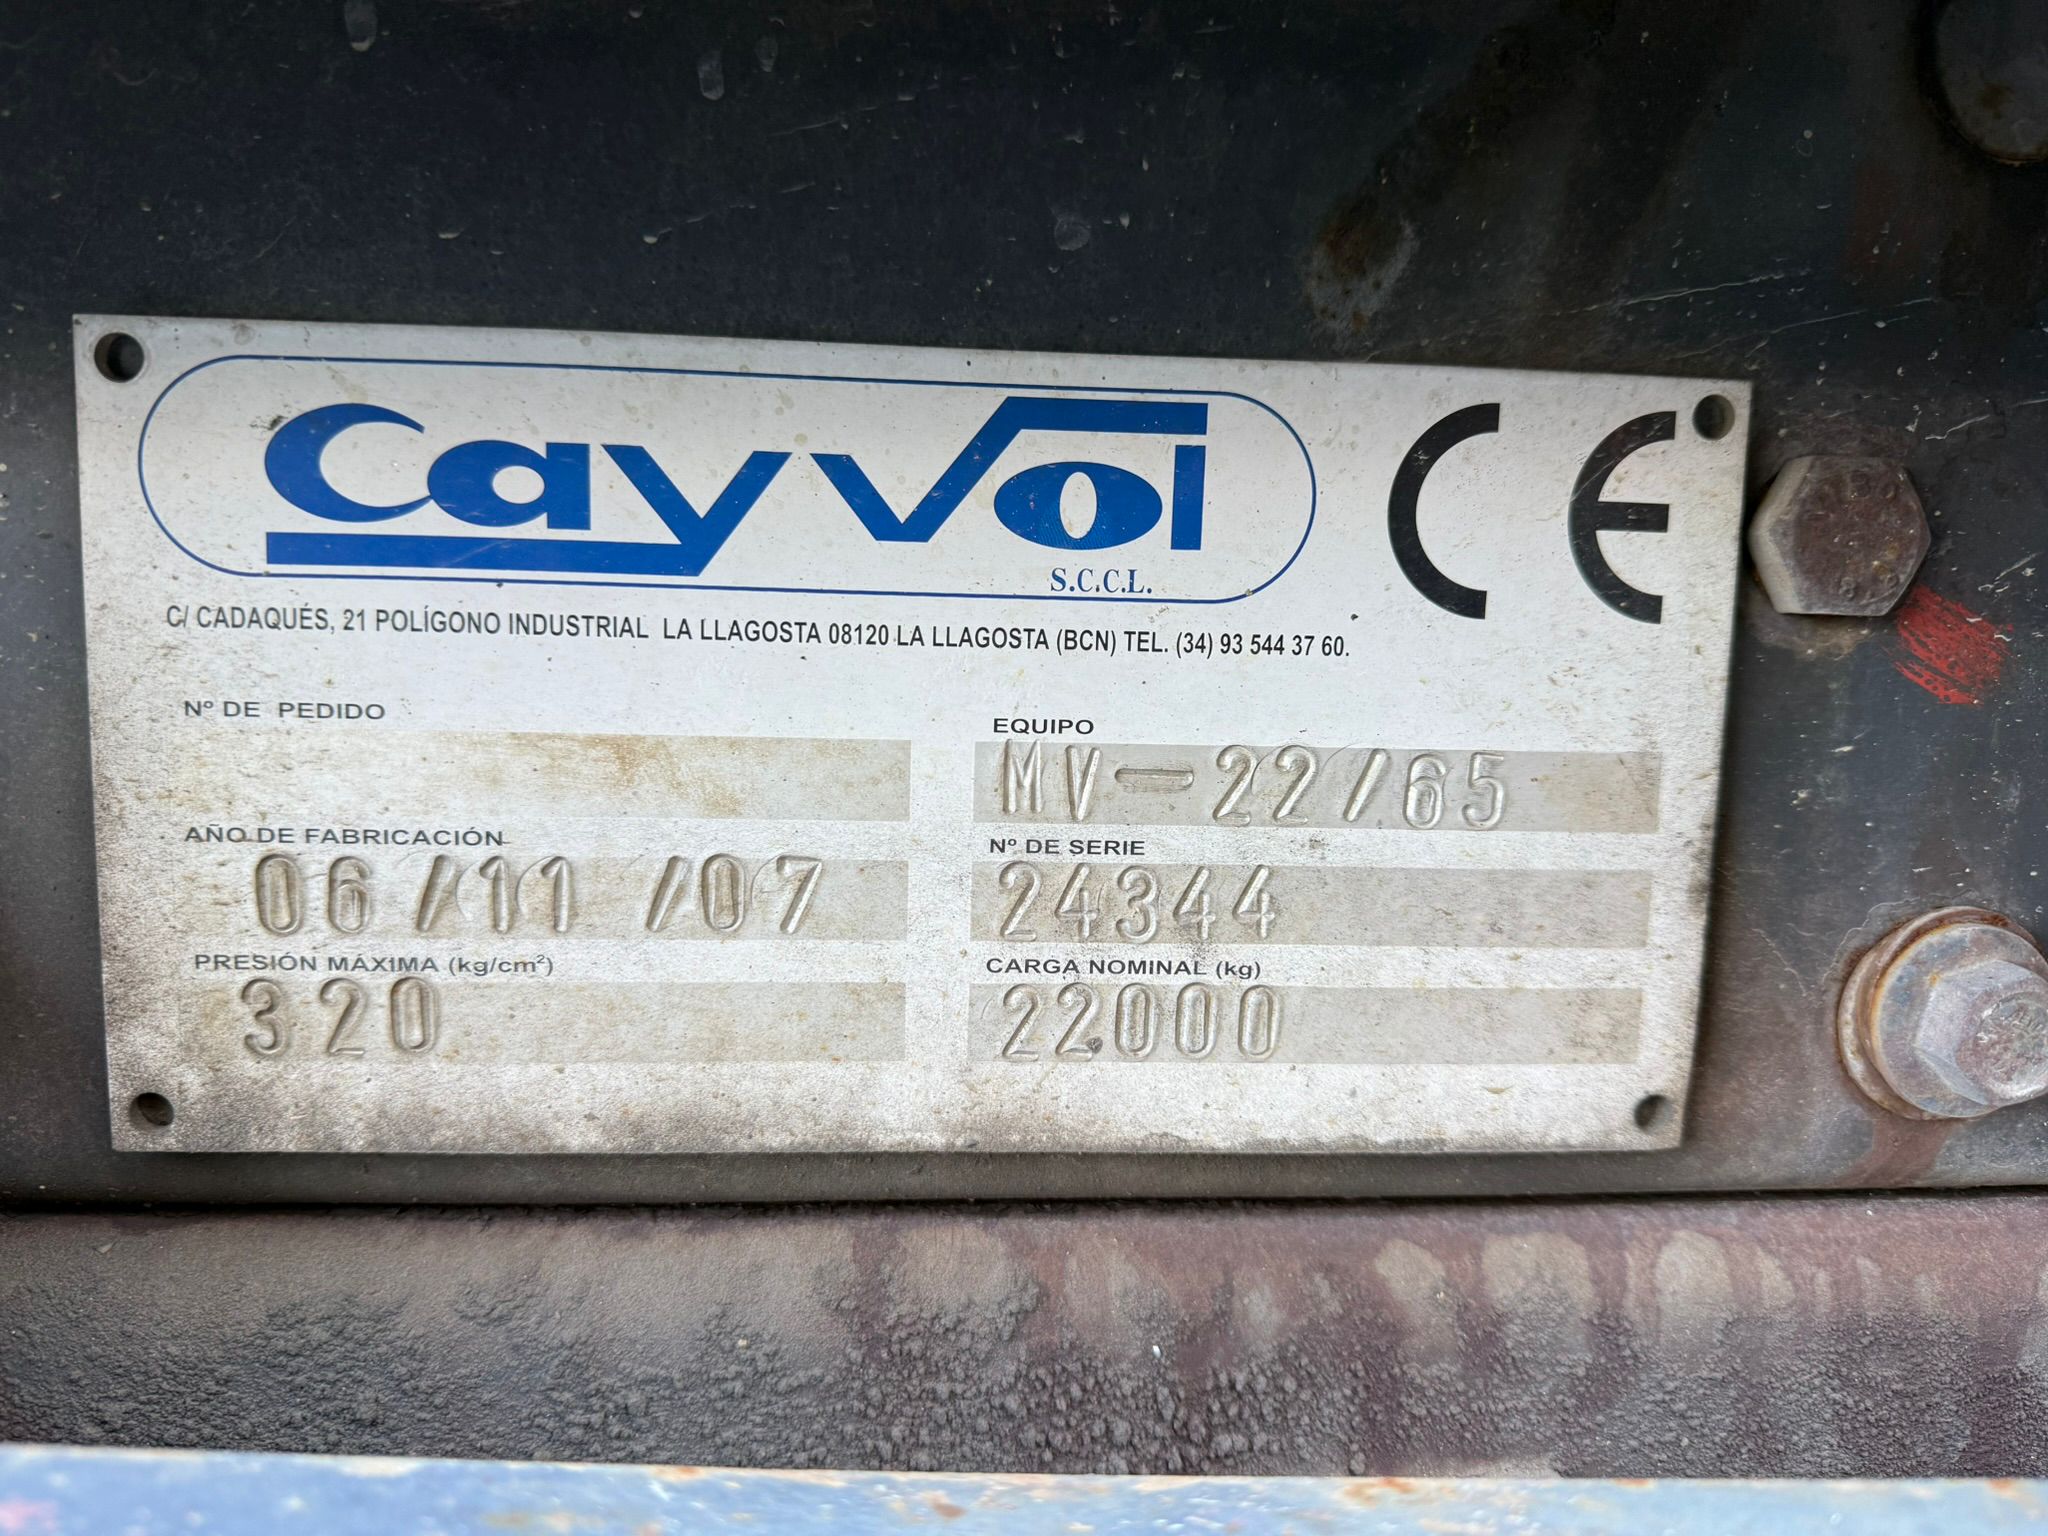 Cayvol
S.C.C.L.
CE
C/ CADAQUÉS, 21 POLÍGONO INDUSTRIAL LA LLAGOSTA 08120 LA LLAGOSTA (BCN) TEL. (34) 93 544 37 60.
Nº DE PEDIDO
EQUIPO
MV-22/65
AÑO DE FABRICACIÓN
06/11/07
Nº DE SERIE
24344
PRESIÓN MÁXIMA (kg/cm²)
320
CARGA NOMINAL (kg)
22000